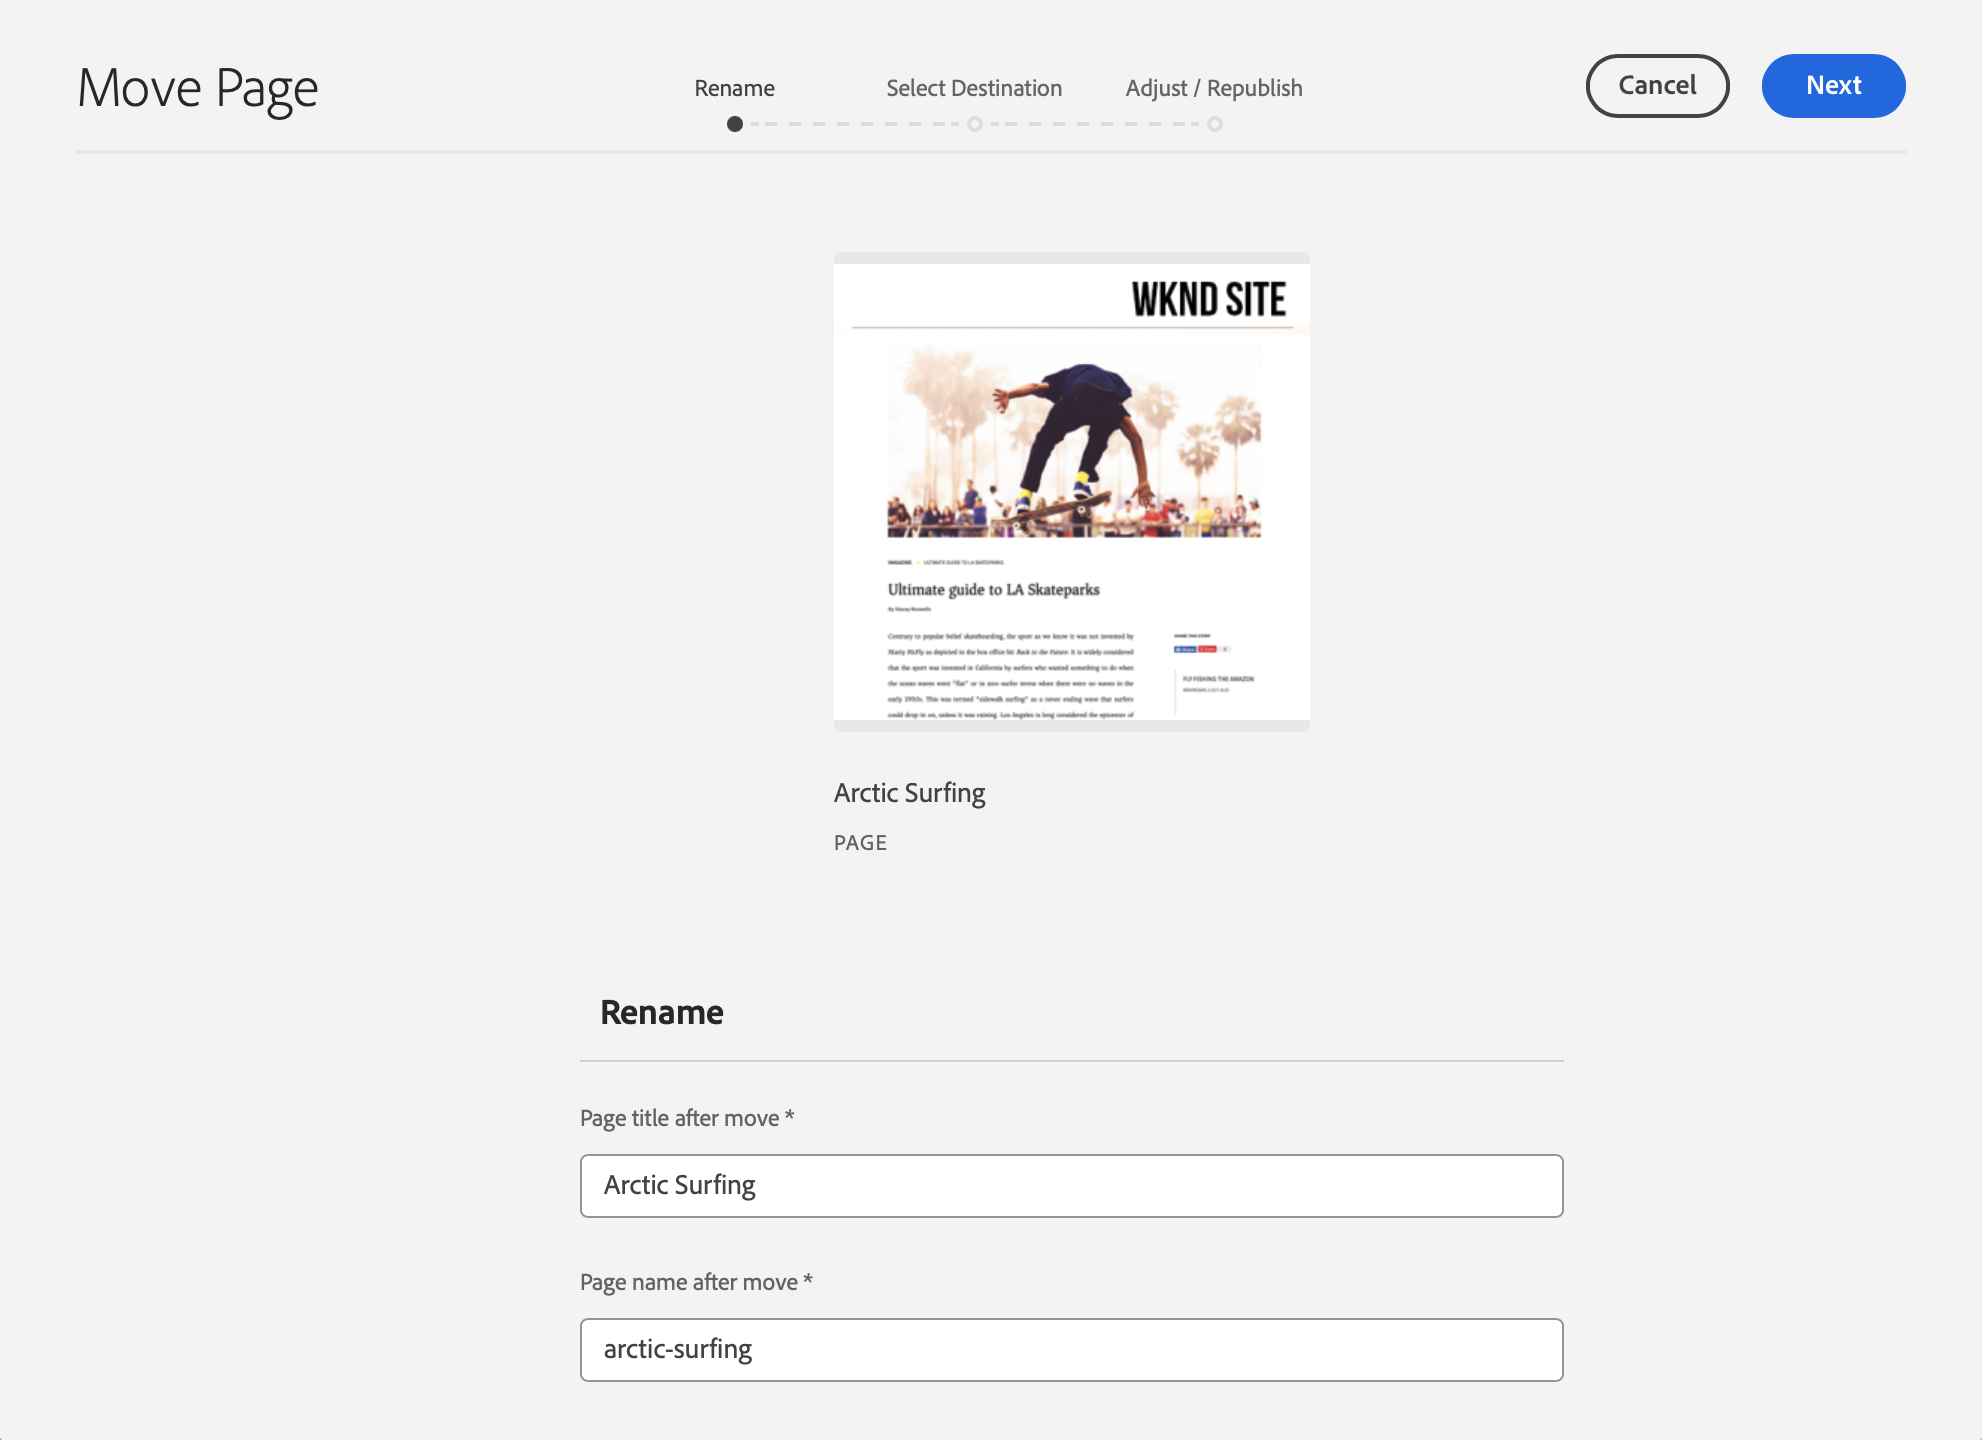 Move Page
Rename
Select Destination
Adjust / Republish
Cancel
Next
WKND SITE
MAGAZINE
ULTIMATE GUIDE TO LA SKATEPARKS
Ultimate guide to LA Skateparks
By Stacey Roswells
Contrary to popular belief skateboarding, the sport as we know it was not invented by
Marty McFly as depicted in the box office hit Back to the Future. It is widely considered
that the sport was invented in California by surfers who wanted something to do when
the ocean waves went "flat" or in non-surfer terms when there were no waves in the
early 1950s. This was termed "sidewalk surfing" as a never ending wave that surfers
could drop in on, unless it was raining. Los Angeles is long considered the epicenter of
SHARE THIS STORY
FLY FISHING THE AMAZON
Arctic Surfing
PAGE
Rename
Page title after move *
Arctic Surfing
Page name after move *
arctic-surfing